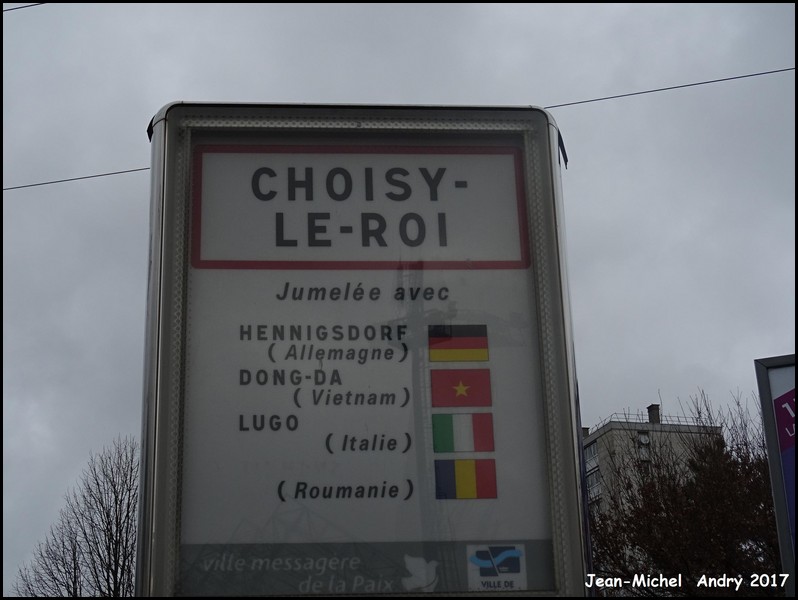 CHOISY-
LE-ROI
Jumelée avec
HENNIGSDORF
(Allemagne)
DONG-DA
(Vietnam)
LUGO
(Italie)
(Roumanie)
ville messagère
de la Paix
VILLE DE
Jean-Michel Andry 2017